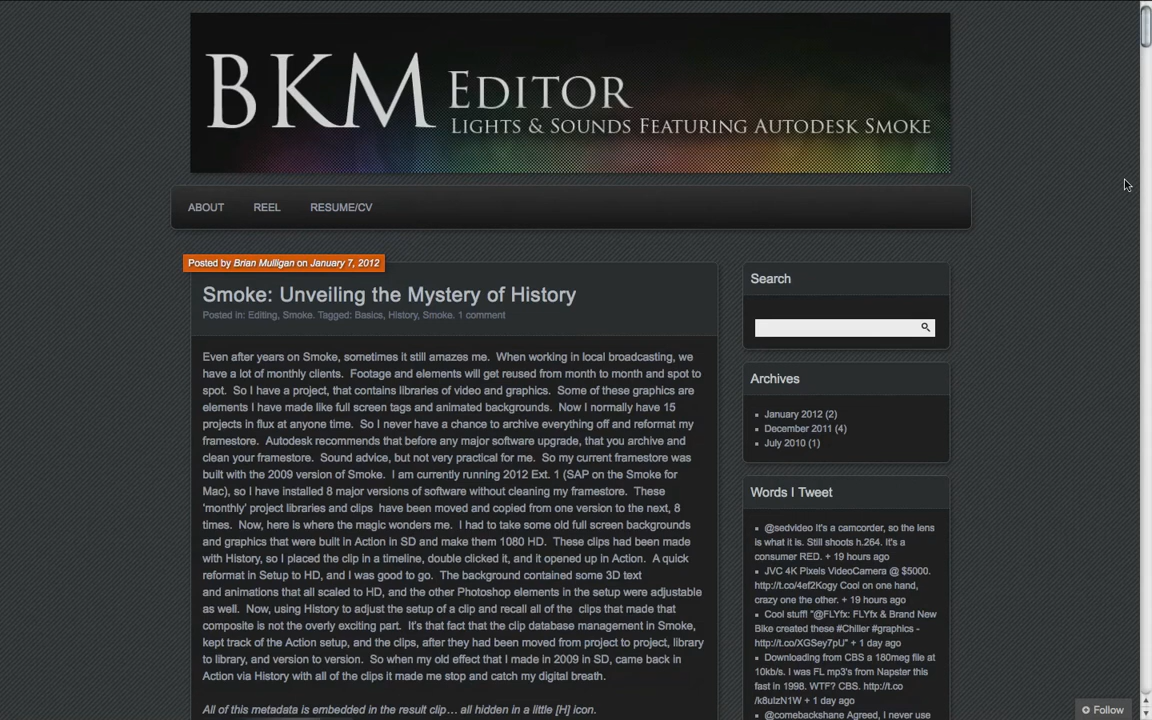 BKM EDITOR
LIGHTS & SOUNDS FEATURING AUTODESK SMOKE
ABOUT REEL RESUME/CV
Posted by Brian Mulligan on January 7, 2012
Smoke: Unveiling the Mystery of History
Posted in: Editing, Smoke. Tagged: Basics, History, Smoke. 1 comment
Even after years on Smoke, sometimes it still amazes me. When working in local broadcasting, we
have a lot of monthly clients. Footage and elements will get reused from month to month and spot to
spot. So I have a project, that contains libraries of video and graphics. Some of these graphics are
elements I have made like full screen tags and animated backgrounds. Now I normally have 15
projects in flux at anyone time. So I never have a chance to archive everything off and reformat my
framestore. Autodesk recommends that before any major software upgrade, that you archive and
clean your framestore. Sound advice, but not very practical for me. So my current framestore was
built with the 2009 version of Smoke. I am currently running 2012 Ext. 1 (SAP on the Smoke for
Mac), so I have installed 8 major versions of software without cleaning my framestore. These
'monthly' project libraries and clips have been moved and copied from one version to the next, 8
times. Now, here is where the magic wonders me. I had to take some old full screen backgrounds
and graphics that were built in Action in SD and make them 1080 HD. These clips had been made
with History, so I placed the clip in a timeline, double clicked it, and it opened up in Action. A quick
reformat in Setup to HD, and I was good to go. The background contained some 3D text
and animations that all scaled to HD, and the other Photoshop elements in the setup were adjustable
as well. Now, using History to adjust the setup of a clip and recall all of the clips that made that
composite is not the overly exciting part. It's that fact that the clip database management in Smoke,
kept track of the Action setup, and the clips, after they had been moved from project to project, library
to library, and version to version. So when my old effect that I made in 2009 in SD, came back in
Action via History with all of the clips it made me stop and catch my digital breath.
All of this metadata is embedded in the result clip… all hidden in a little [H] icon.
Search
Archives
January 2012 (2)
December 2011 (4)
July 2010 (1)
Words I Tweet
@sedvideo It's a camcorder, so the lens
is what it is. Still shoots h.264. It's a
consumer RED. + 19 hours ago
JVC 4K Pixels VideoCamera @ $5000.
http://t.co/4ef2Kogy Cool on one hand,
crazy one the other. + 19 hours ago
Cool stuff! "@FLYfx: FLYfx & Brand New
Bike created these #Chiller #graphics -
http://t.co/XGSey7pU" + 1 day ago
Downloading from CBS a 180meg file at
10kb/s. I was FL mp3's from Napster this
fast in 1998. WTF? CBS. http://t.co
/k8ulzN1W + 1 day ago
@comebackshane Agreed, I never use
Follow